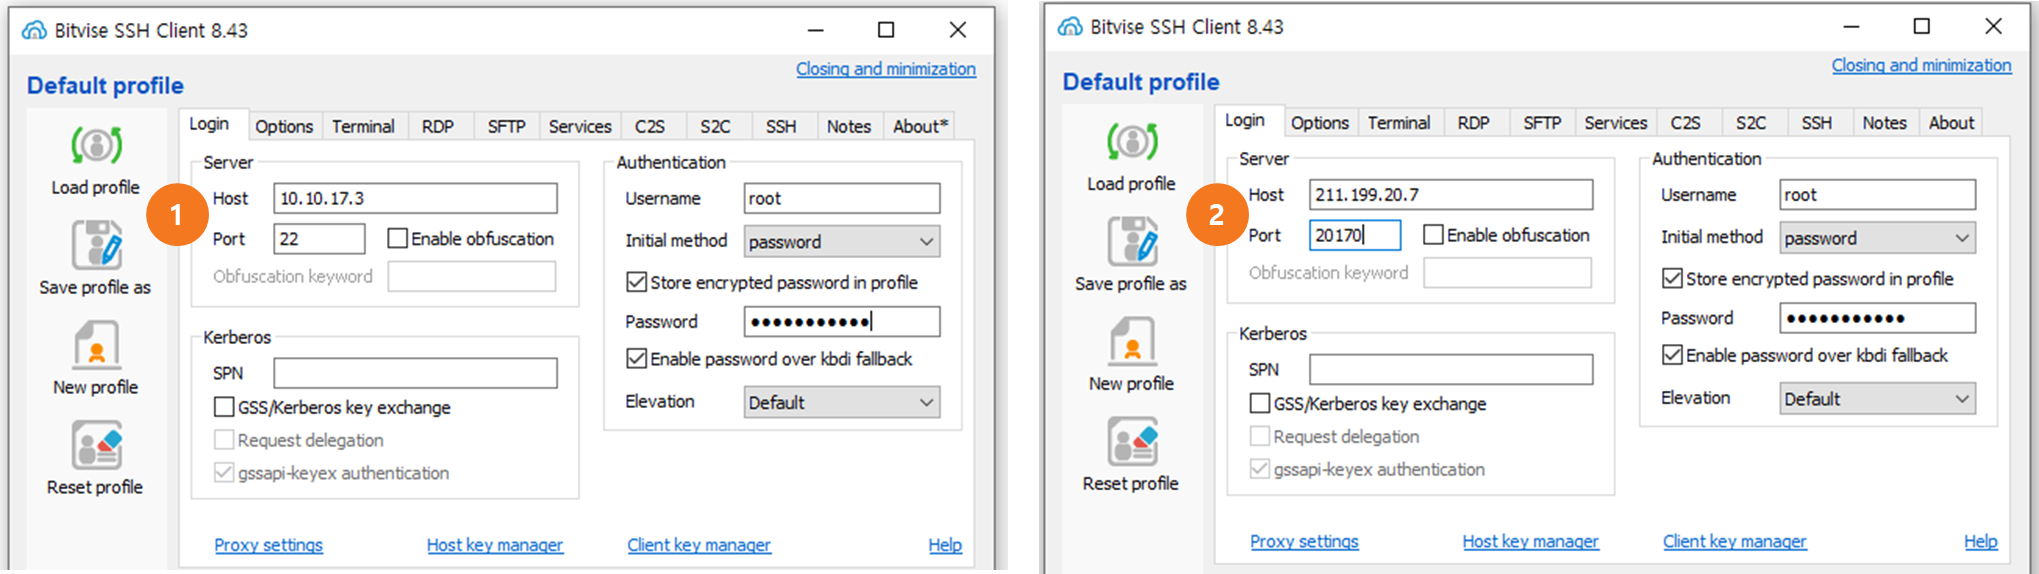 Bitvise SSH Client 8.43
Closing and minimization
Default profile
Load profile
Save profile as
New profile
Reset profile
Login Options Terminal RDP SFTP Services C2S S2C SSH Notes About*
Server
Host 10.10.17.3
Port 22 Enable obfuscation
Obfuscation keyword
Kerberos
SPN
GSS/Kerberos key exchange
Request delegation
gssapi-keyex authentication
Authentication
Username root
Initial method password
Store encrypted password in profile
Password ●●●●●●●●●●●
Enable password over kbdi fallback
Elevation Default
Proxy settings Host key manager Client key manager Help
1
Bitvise SSH Client 8.43
Closing and minimization
Default profile
Load profile
Save profile as
New profile
Reset profile
Login Options Terminal RDP SFTP Services C2S S2C SSH Notes About
Server
Host 211.199.20.7
Port 20170 Enable obfuscation
Obfuscation keyword
Kerberos
SPN
GSS/Kerberos key exchange
Request delegation
gssapi-keyex authentication
Authentication
Username root
Initial method password
Store encrypted password in profile
Password ●●●●●●●●●●●
Enable password over kbdi fallback
Elevation Default
Proxy settings Host key manager Client key manager Help
2